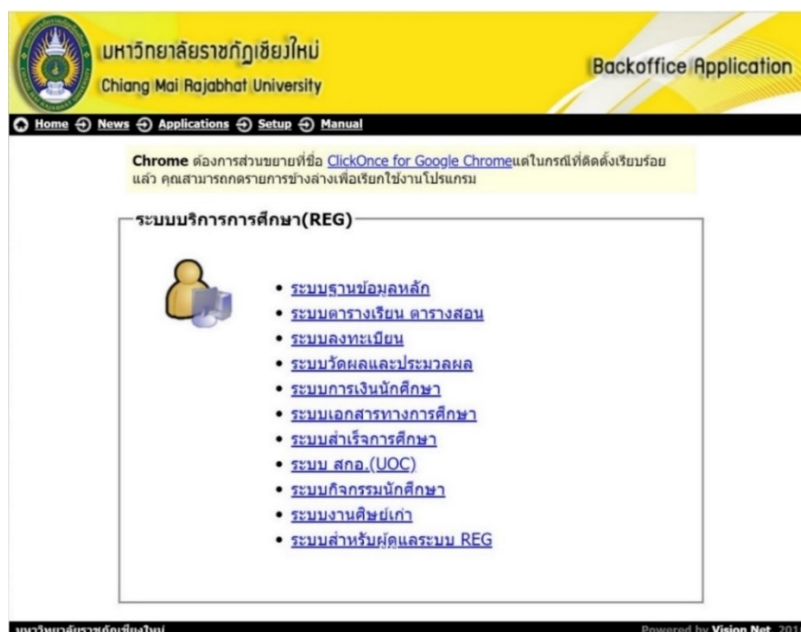 มหาวิทยาลัยราชภัฏเชียงใหม่
Chiang Mai Rajabhat University
Backoffice Application
Home News Applications Setup Manual
Chrome ต้องการส่วนขยายที่ชื่อ ClickOnce for Google Chromeแต่ในกรณีที่ติดตั้งเรียบร้อย
แล้ว คุณสามารถกดรายการข้างล่างเพื่อเรียกใช้งานโปรแกรม
ระบบบริการการศึกษา(REG)
• ระบบฐานข้อมูลหลัก
• ระบบตารางเรียน ตารางสอน
• ระบบลงทะเบียน
• ระบบวัดผลและประมวลผล
• ระบบการเงินนักศึกษา
• ระบบเอกสารทางการศึกษา
• ระบบสำเร็จการศึกษา
• ระบบ สกอ.(UOC)
• ระบบกิจกรรมนักศึกษา
• ระบบงานศิษย์เก่า
• ระบบสำหรับผู้ดูแลระบบ REG
มหาวิทยาลัยราชภัฏเชียงใหม่
Powered by Vision Net, 201